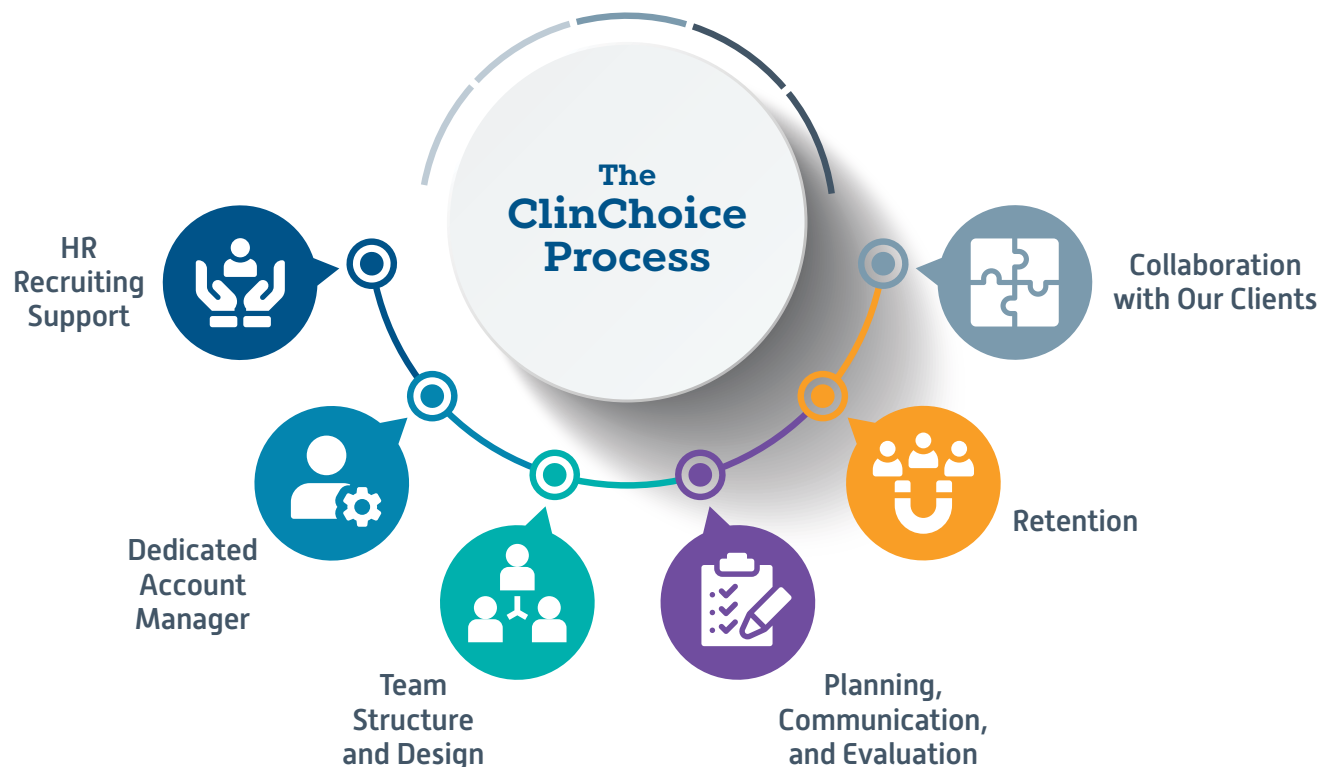 The
ClinChoice
Process
HR
Recruiting
Support
Dedicated
Account
Manager
Team
Structure
and Design
Planning,
Communication,
and Evaluation
Retention
Collaboration
with Our Clients